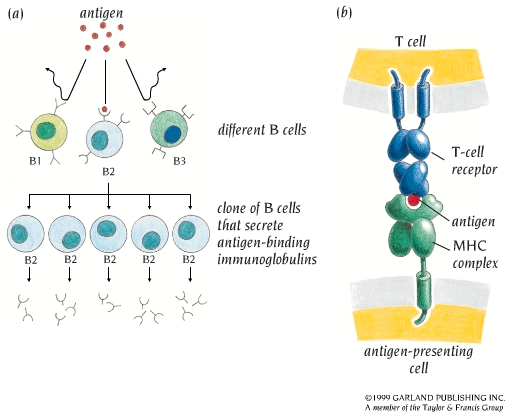 (a)
antigen
B1
B2
B3
different B cells
clone of B cells
that secrete
antigen-binding
immunoglobulins
B2
B2
B2
B2
B2
(b)
T cell
T-cell
receptor
antigen
MHC
complex
antigen-presenting
cell
©1999 GARLAND PUBLISHING INC.
A member of the Taylor & Francis Group